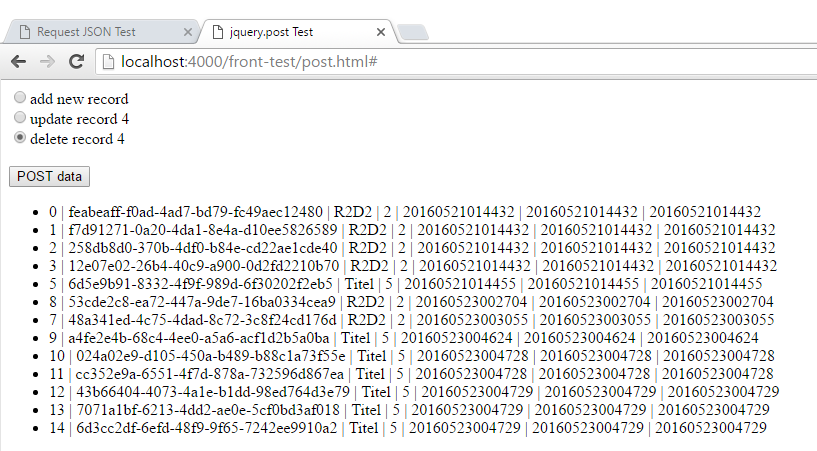 Request JSON Test
jquery.post Test
localhost:4000/front-test/post.html#
add new record
update record 4
delete record 4
POST data
0 | feabeaff-f0ad-4ad7-bd79-fc49aec12480 | R2D2 | 2 | 20160521014432 | 20160521014432 | 20160521014432
1 | f7d91271-0a20-4da1-8e4a-d10ee5826589 | R2D2 | 2 | 20160521014432 | 20160521014432 | 20160521014432
2 | 258db8d0-370b-4df0-b84e-cd22ae1cde40 | R2D2 | 2 | 20160521014432 | 20160521014432 | 20160521014432
3 | 12e07e02-26b4-40c9-a900-0d2fd2210b70 | R2D2 | 2 | 20160521014432 | 20160521014432 | 20160521014432
5 | 6d5e9b91-8332-4f9f-989d-6f30202f2eb5 | Titel | 5 | 20160521014455 | 20160521014455 | 20160521014455
8 | 53cde2c8-ea72-447a-9de7-16ba0334cea9 | R2D2 | 2 | 20160523002704 | 20160523002704 | 20160523002704
7 | 48a341ed-4c75-4dad-8c72-3c8f24cd176d | R2D2 | 2 | 20160523003055 | 20160523003055 | 20160523003055
9 | a4fe2e4b-68c4-4ee0-a5a6-acf1d2b5a0ba | Titel | 5 | 20160523004624 | 20160523004624 | 20160523004624
10 | 024a02e9-d105-450a-b489-b88c1a73f55e | Titel | 5 | 20160523004728 | 20160523004728 | 20160523004728
11 | cc352e9a-6551-4f7d-878a-732596d867ea | Titel | 5 | 20160523004728 | 20160523004728 | 20160523004728
12 | 43b66404-4073-4a1e-b1dd-98ed764d3e79 | Titel | 5 | 20160523004729 | 20160523004729 | 20160523004729
13 | 7071a1bf-6213-4dd2-ae0e-5cf0bd3af018 | Titel | 5 | 20160523004729 | 20160523004729 | 20160523004729
14 | 6d3cc2df-6efd-48f9-9f65-7242ee9910a2 | Titel | 5 | 20160523004729 | 20160523004729 | 20160523004729